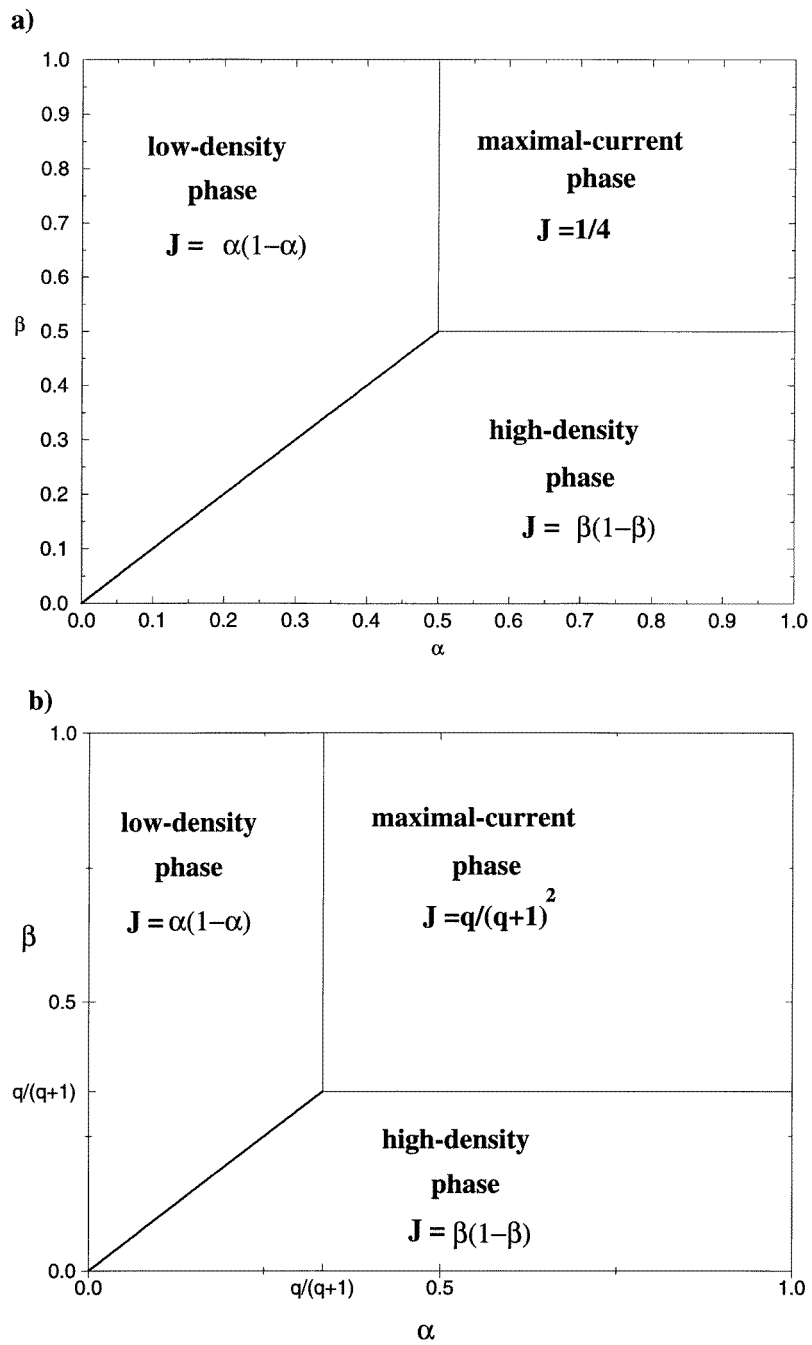 a)
1.0
0.9
low-density
maximal-current
0.8
phase
phase
0.7
J = α(1−α)
J =1/4
0.6
β
0.5
0.4
high-density
0.3
phase
0.2
J = β(1−β)
0.1
0.0
0.0 0.1 0.2 0.3 0.4 0.5 0.6 0.7 0.8 0.9 1.0
α
b)
1.0
low-density
maximal-current
phase
phase
J = α(1−α)
J =q/(q+1)²
β
0.5
q/(q+1)
high-density
phase
J = β(1−β)
0.0
0.0 q/(q+1) 0.5 1.0
α